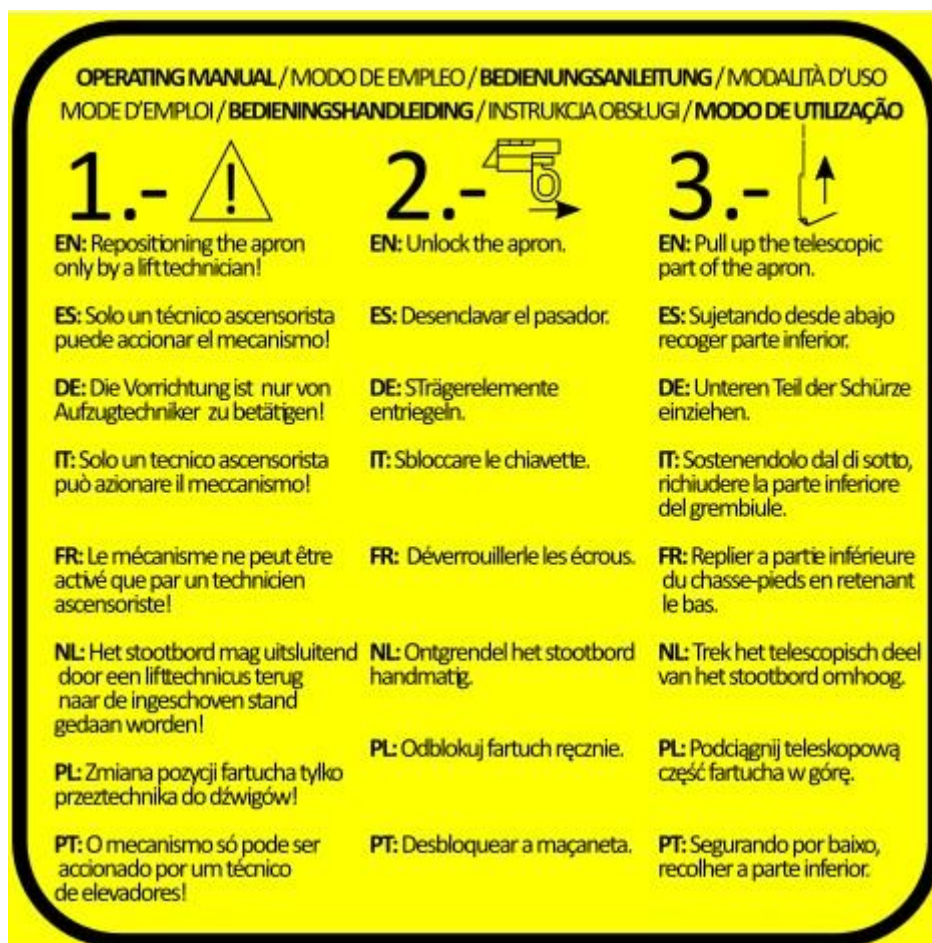 OPERATING MANUAL / MODO DE EMPLEO / BEDIENUNGSANLEITUNG / MODALITÀ D'USO
MODE D'EMPLOI / BEDIENINGSHANDLEIDING / INSTRUKCJA OBSŁUGI / MODO DE UTILIZAÇÃO
1.-
EN: Repositioning the apron
only by a lift technician!
ES: Solo un técnico ascensorista
puede accionar el mecanismo!
DE: Die Vorrichtung ist nur von
Aufzugtechniker zu betätigen!
IT: Solo un tecnico ascensorista
può azionare il meccanismo!
FR: Le mécanisme ne peut être
activé que par un technicien
ascensoriste!
NL: Het stootbord mag uitsluitend
door een lifttechnicus terug
naar de ingeschoven stand
gedaan worden!
PL: Zmiana pozycji fartucha tylko
przeztechnika do dźwigów!
PT: O mecanismo só pode ser
accionado por um técnico
de elevadores!
2.-
EN: Unlock the apron.
ES: Desenclavar el pasador.
DE: STrägerelemente
entriegeln.
IT: Sbloccare le chiavette.
FR: Déverrouillerle les écrous.
NL: Ontgrendel het stootbord
handmatig.
PL: Odblokuj fartuch ręcznie.
PT: Desbloquear a maçaneta.
3.-
EN: Pull up the telescopic
part of the apron.
ES: Sujetando desde abajo
recoger parte inferior.
DE: Unteren Teil der Schürze
einziehen.
IT: Sostenendolo dal di sotto,
richiudere la parte inferiore
del grembiule.
FR: Replier a partie inférieure
du chasse-pieds en retenant
le bas.
NL: Trek het telescopisch deel
van het stootbord omhoog.
PL: Podciągnij teleskopową
część fartucha w górę.
PT: Segurando por baixo,
recolher a parte inferior.